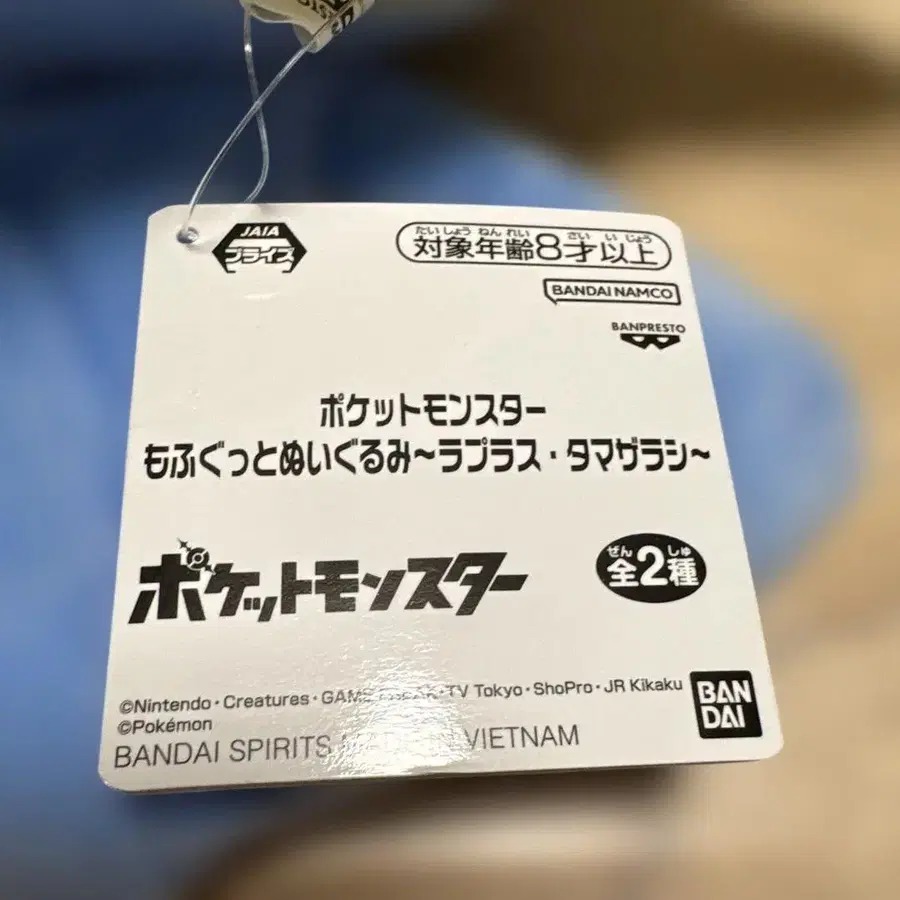 JAIA
プライズ
たいしょうねんれい さいいじょう
対象年齢8才以上
BANDAI NAMCO
BANPRESTO
ポケットモンスター
もふぐっとぬいぐるみ～ラプラス・タマザラシ～
ポケットモンスター
ぜん しゅ
全2種
©Nintendo・Creatures・GAME FREAK・TV Tokyo・ShoPro・JR Kikaku
©Pokémon
BANDAI SPIRITS MADE IN VIETNAM
BAN
DAI